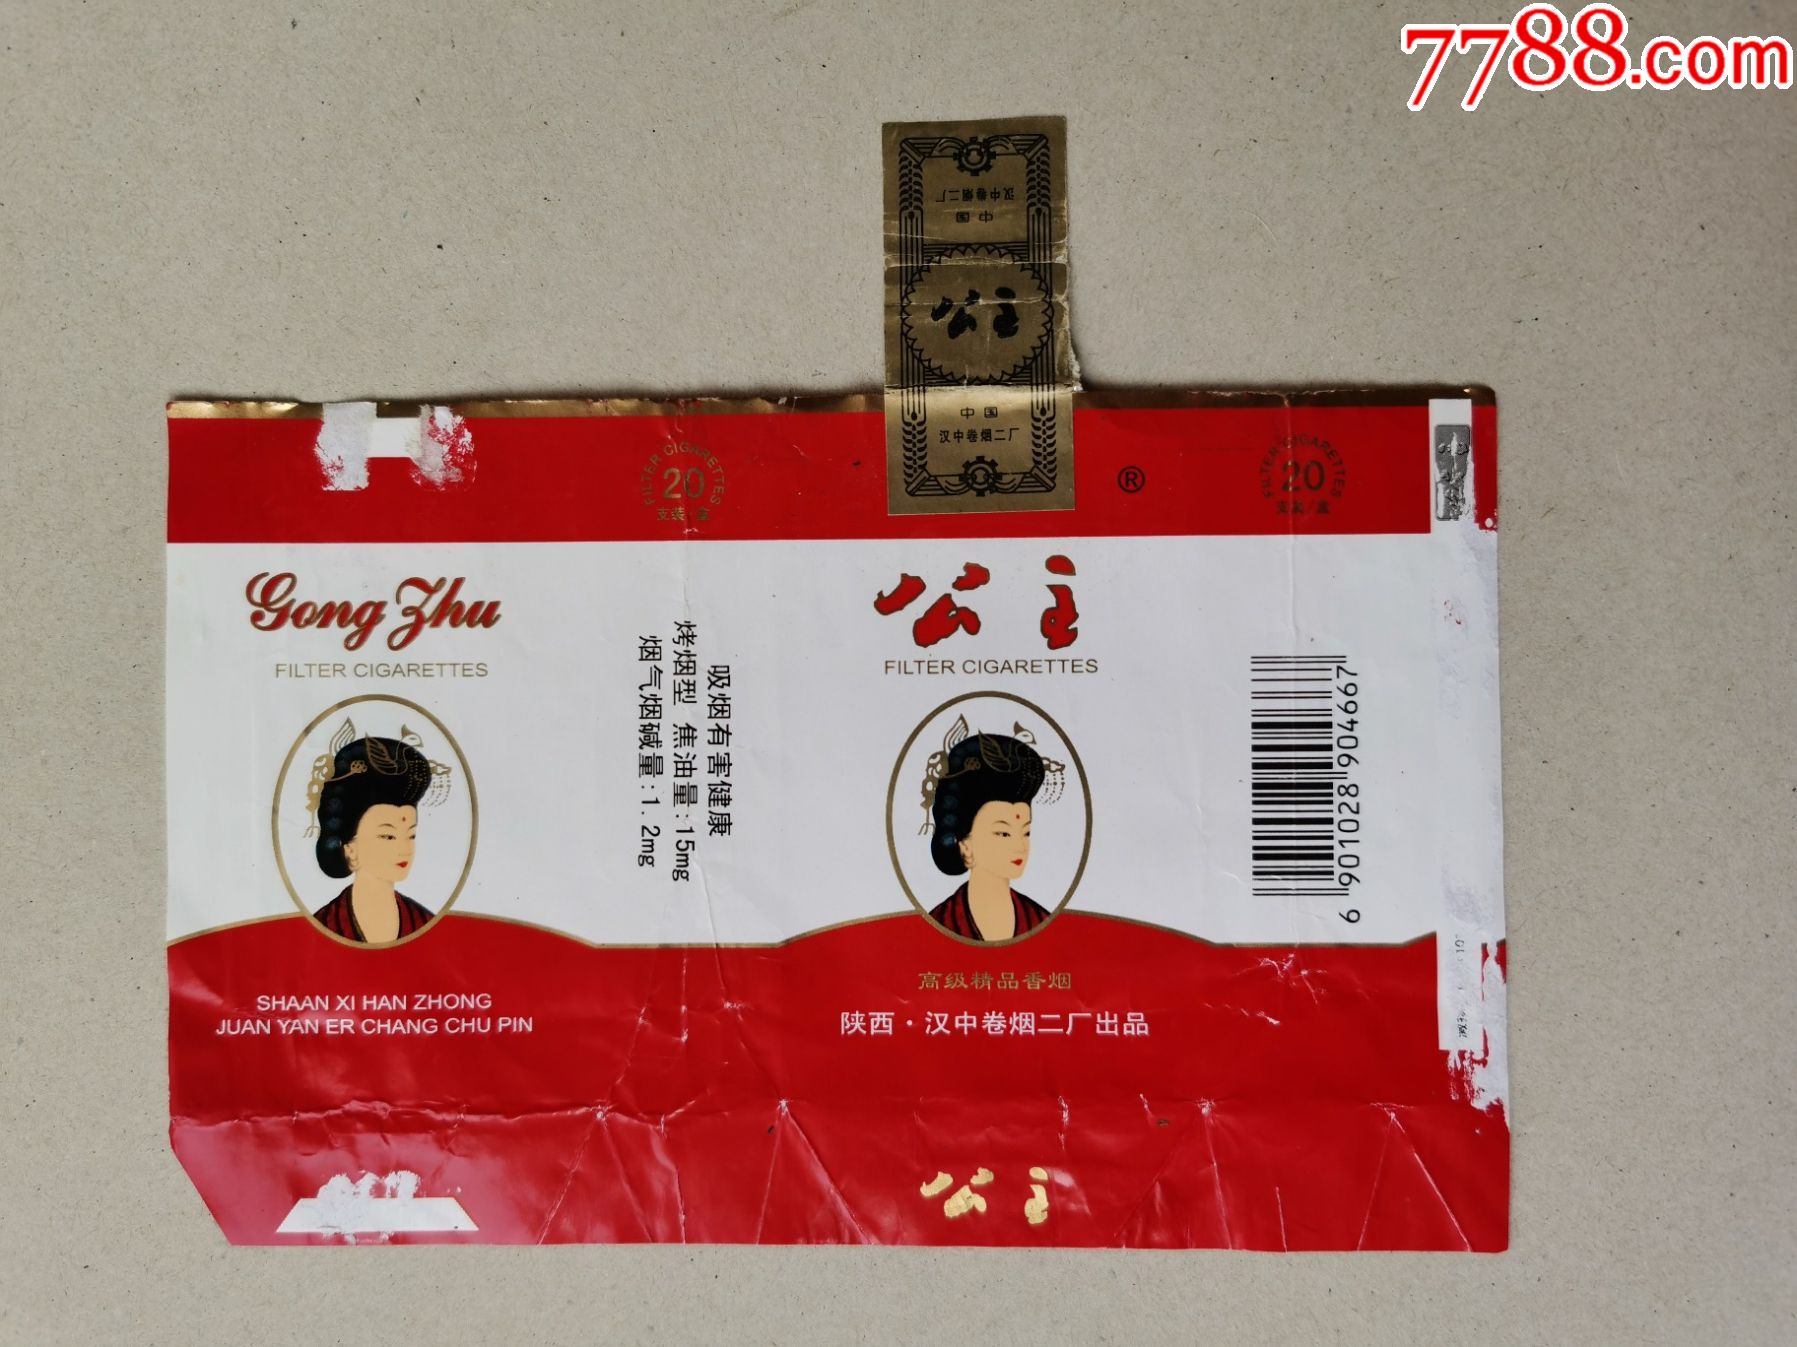 7788.com
汉中卷烟二厂
中国
公主
中国
汉中卷烟二厂
FILTER CIGARETTES
20
支装/盒
®
FILTER CIGARETTES
20
支装/盒
Gong Zhu
FILTER CIGARETTES
吸烟有害健康
烤烟型 焦油量:15mg
烟气烟碱量:1.2mg
公主
FILTER CIGARETTES
6901028904667
SHAAN XI HAN ZHONG
JUAN YAN ER CHANG CHU PIN
高级精品香烟
陕西·汉中卷烟二厂出品
公主